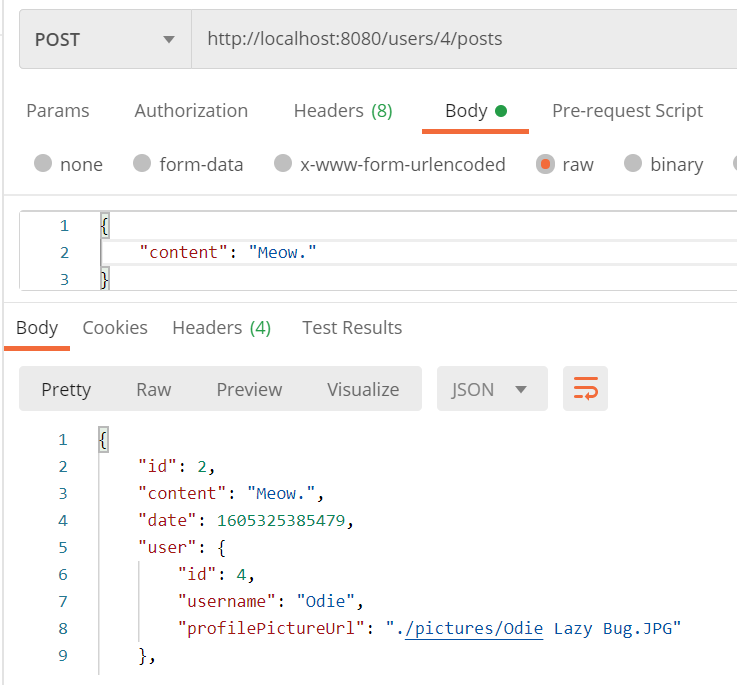 POST http://localhost:8080/users/4/posts
Params Authorization Headers (8) Body Pre-request Script
none form-data x-www-form-urlencoded raw binary
1 {
2 "content": "Meow."
3 }
Body Cookies Headers (4) Test Results
Pretty Raw Preview Visualize JSON
1 {
2 "id": 2,
3 "content": "Meow.",
4 "date": 1605325385479,
5 "user": {
6 "id": 4,
7 "username": "Odie",
8 "profilePictureUrl": "./pictures/Odie Lazy Bug.JPG"
9 },